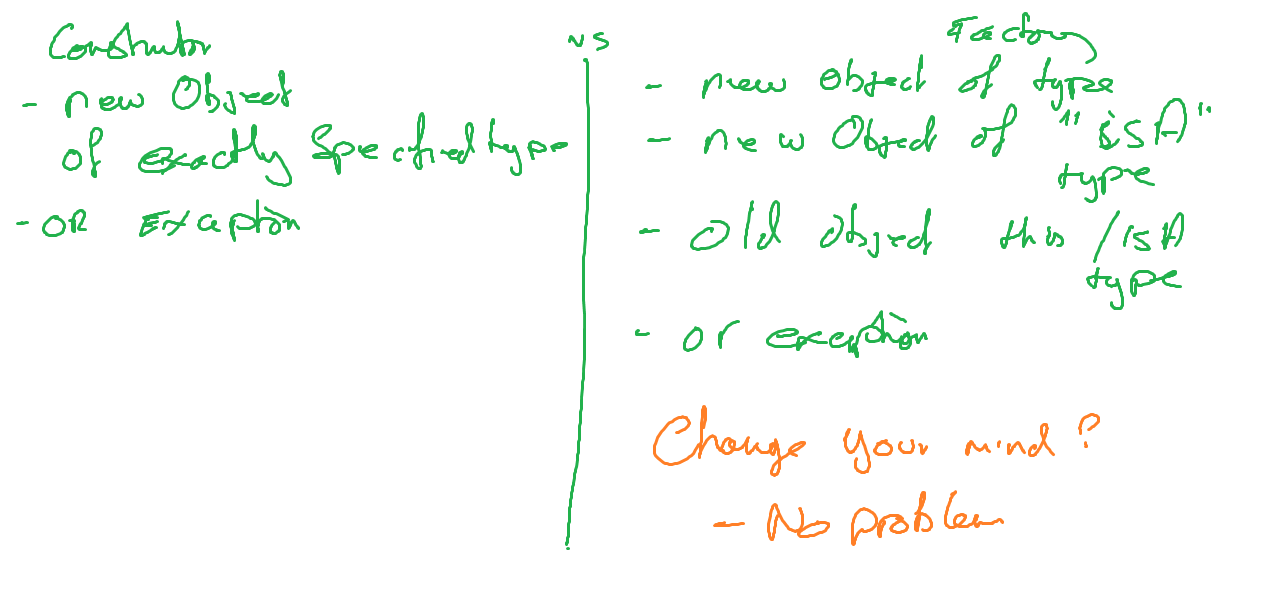 Constructor
- new Object
of exactly Specified type
- OR Exception
VS
Factory
- new object of type
- new Object of "isA"
type
- Old object this / isA
type
- or exception
Change your mind?
- No problem